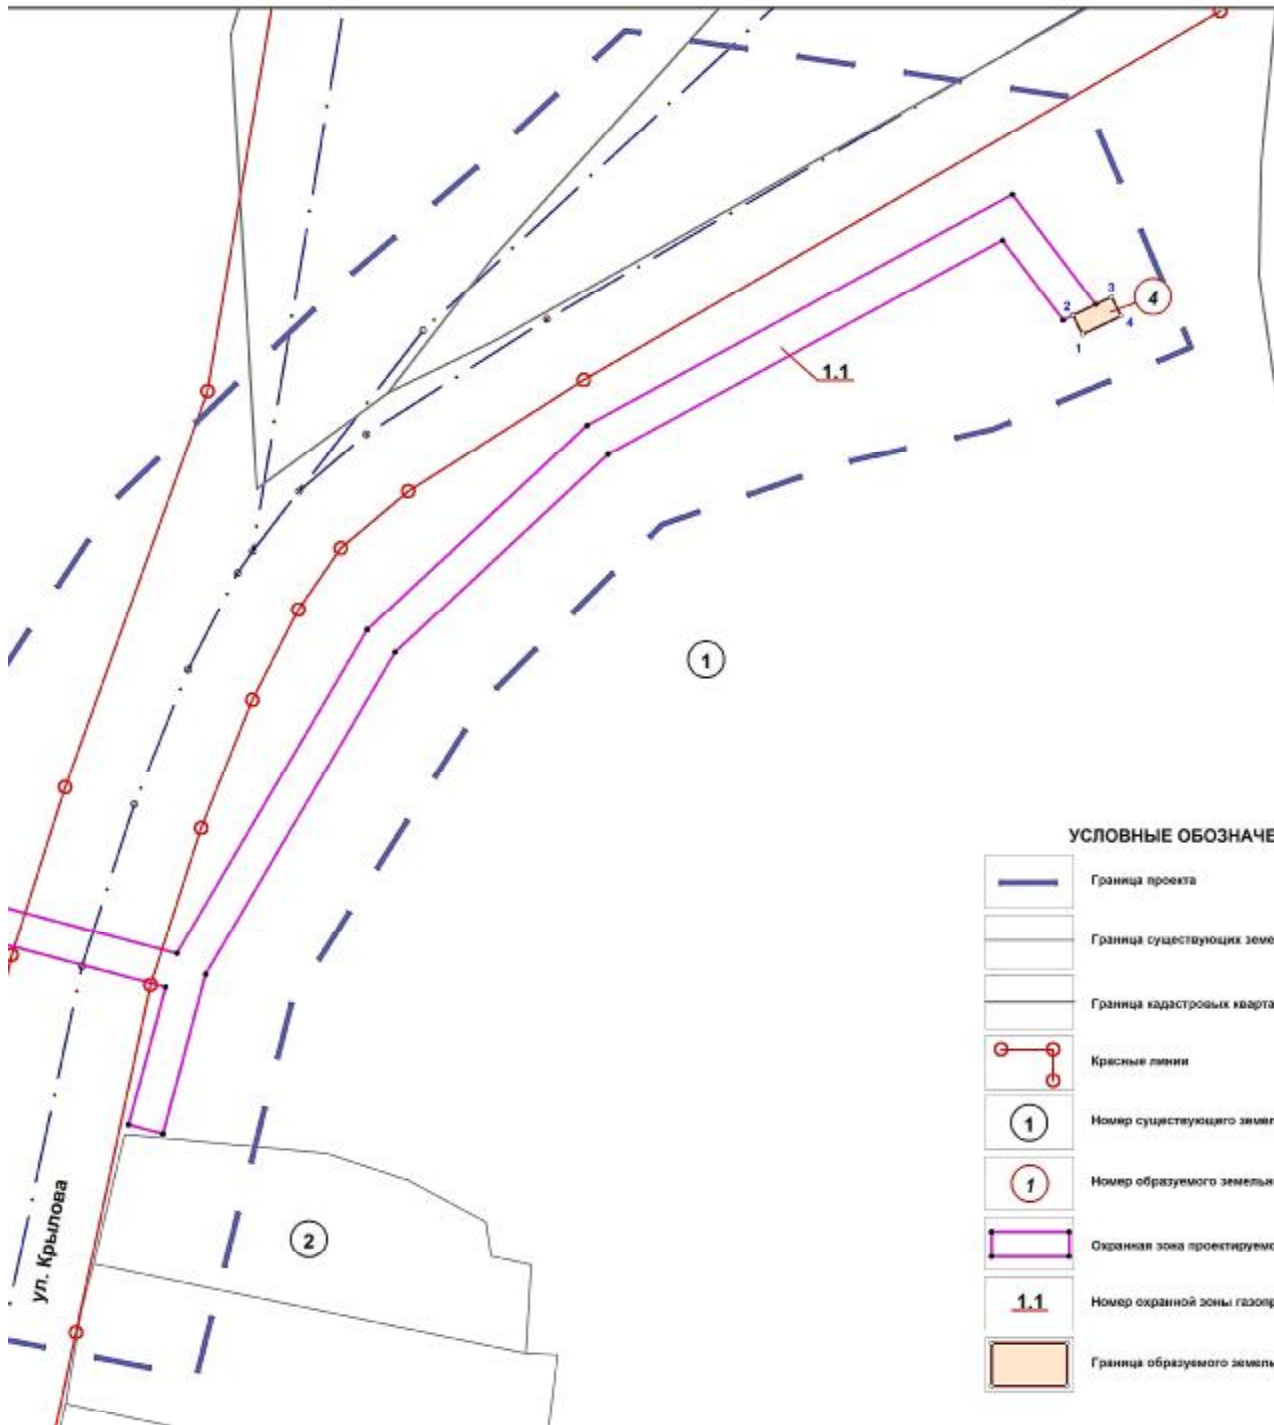 3
4
2
4
1
1.1
1
УСЛОВНЫЕ ОБОЗНАЧЕ
Граница проекта
Граница существующих земе
Граница кадастровых кварта
Красные линии
1
Номер существующего земел
1
Номер образуемого земельн
Охранная зона проектируемо
1.1
Номер охранной зоны газопр
Граница образуемого земель
ул. Крылова
2